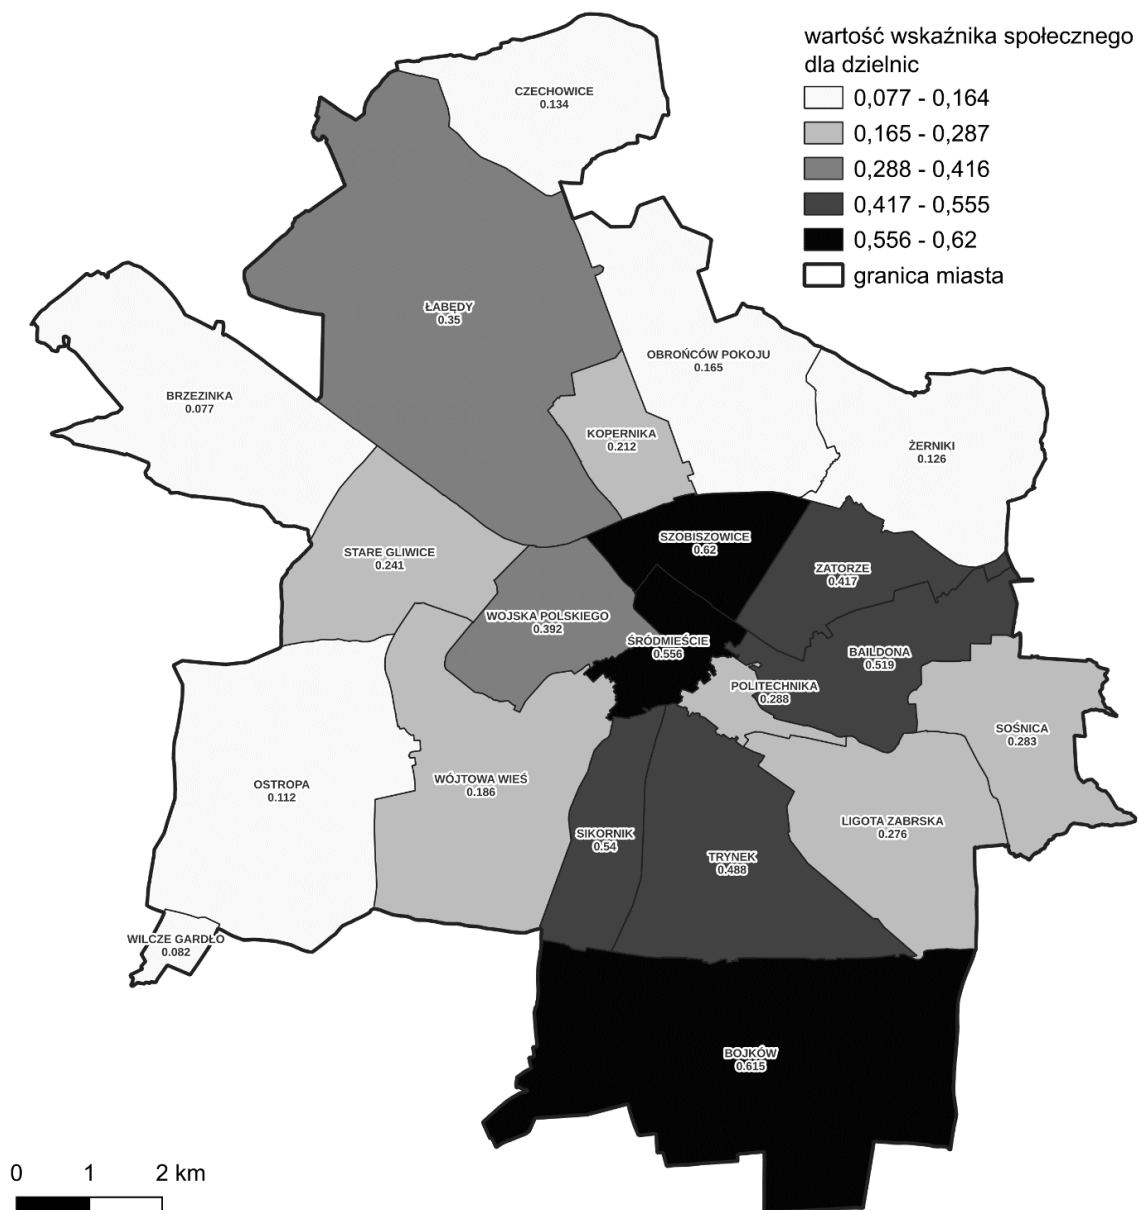 wartość wskaźnika społecznego
dla dzielnic
0,077 - 0,164
0,165 - 0,287
0,288 - 0,416
0,417 - 0,555
0,556 - 0,62
granica miasta
CZECHOWICE
0.134
ŁABĘDY
0.35
OBROŃCÓW POKOJU
0.165
BRZEZINKA
0.077
KOPERNIKA
0.212
ŻERNIKI
0.126
SZOBISZOWICE
0.62
STARE GLIWICE
0.241
ZATORZE
0.417
WOJSKA POLSKIEGO
0.392
ŚRÓDMIEŚCIE
0.556
BAILDONA
0.519
POLITECHNIKA
0.288
SOŚNICA
0.283
OSTROPA
0.112
WÓJTOWA WIEŚ
0.186
LIGOTA ZABRSKA
0.276
SIKORNIK
0.54
TRYNEK
0.488
WILCZE GARDŁO
0.082
BOJKÓW
0.615
0 1 2 km